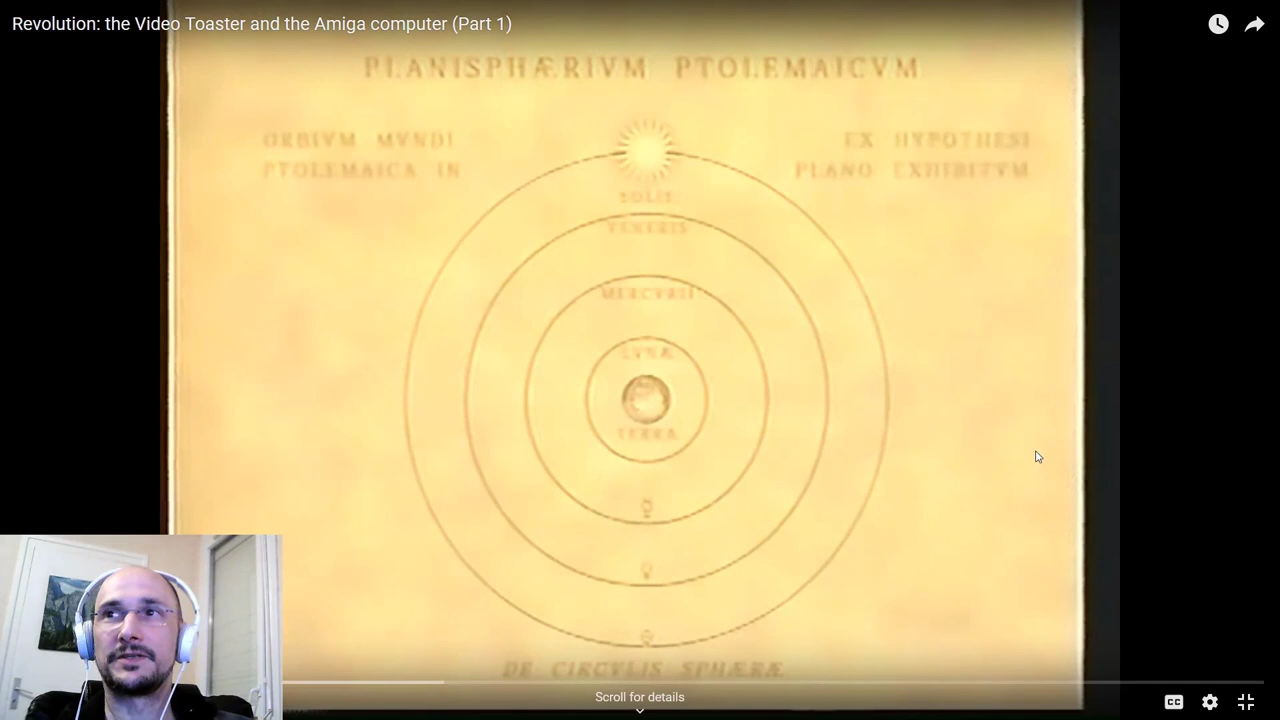 Revolution: the Video Toaster and the Amiga computer (Part 1)
PLANISPHÆRIVM PTOLEMAICVM
ORBIVM MVNDI
PTOLEMAICA IN
EX HYPOTHESI
PLANO EXHIBITVM
SOLIS
VENERIS
MERCVRII
LVNÆ
TERRA
DE CIRCVLIS SPHÆRÆ
Scroll for details
CC